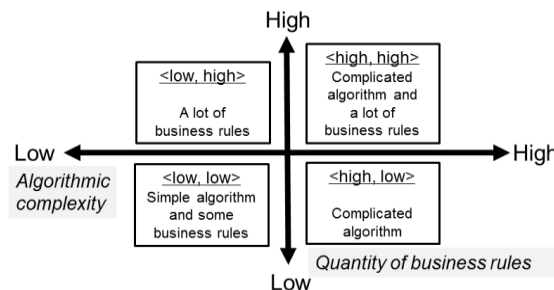 High
<low, high>
A lot of
business rules
<high, high>
Complicated
algorithm and
a lot of
business rules
Low
High
Algorithmic
complexity
<low, low>
Simple algorithm
and some
business rules
<high, low>
Complicated
algorithm
Quantity of business rules
Low